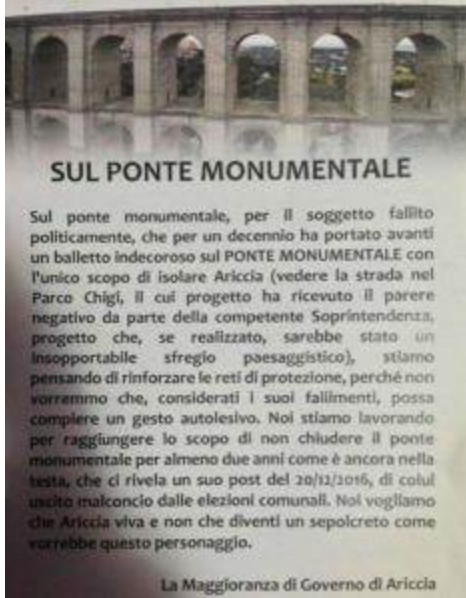 SUL PONTE MONUMENTALE
Sul ponte monumentale, per il soggetto fallito
politicamente, che per un decennio ha portato avanti
un balletto indecoroso sul PONTE MONUMENTALE con
l'unico scopo di isolare Ariccia (vedere la strada nel
Parco Chigi, il cui progetto ha ricevuto il parere
negativo da parte della competente Soprintendenza,
progetto che, se realizzato, sarebbe stato un
insopportabile sfregio paesaggistico), stiamo
pensando di rinforzare le reti di protezione, perché non
vorremmo che, considerati i suoi fallimenti, possa
compiere un gesto autolesivo. Noi stiamo lavorando
per raggiungere lo scopo di non chiudere il ponte
monumentale per almeno due anni come è ancora nella
testa, che ci rivela un suo post del 20/12/2016, di colui
uscito malconcio dalle elezioni comunali. Noi vogliamo
che Ariccia viva e non che diventi un sepolcreto come
vorrebbe questo personaggio.
La Maggioranza di Governo di Ariccia